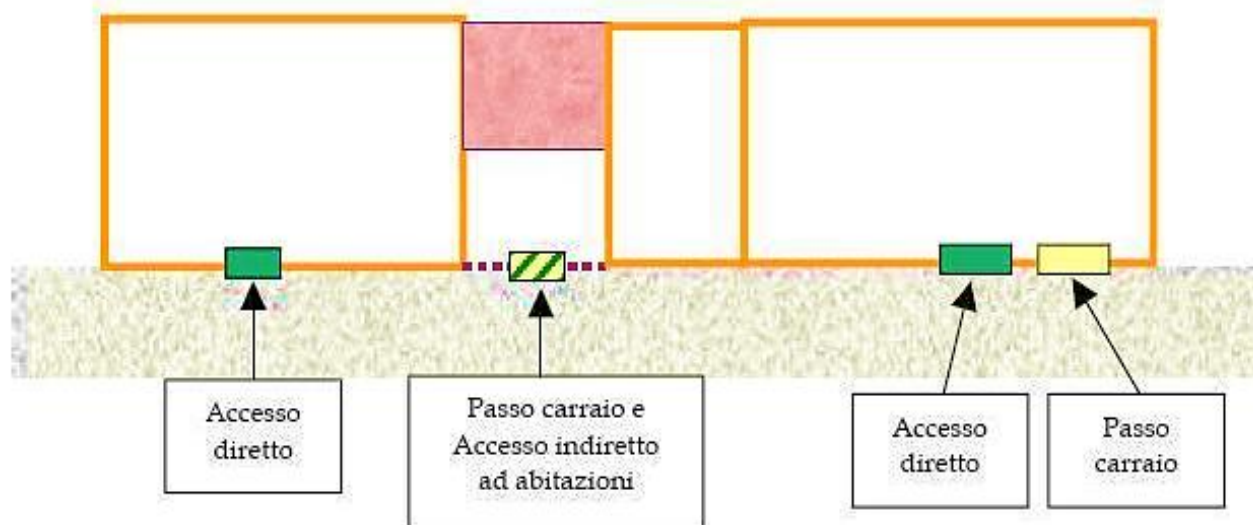 Accesso
diretto
Passo carraio e
Accesso indiretto
ad abitazioni
Accesso
diretto
Passo
carraio